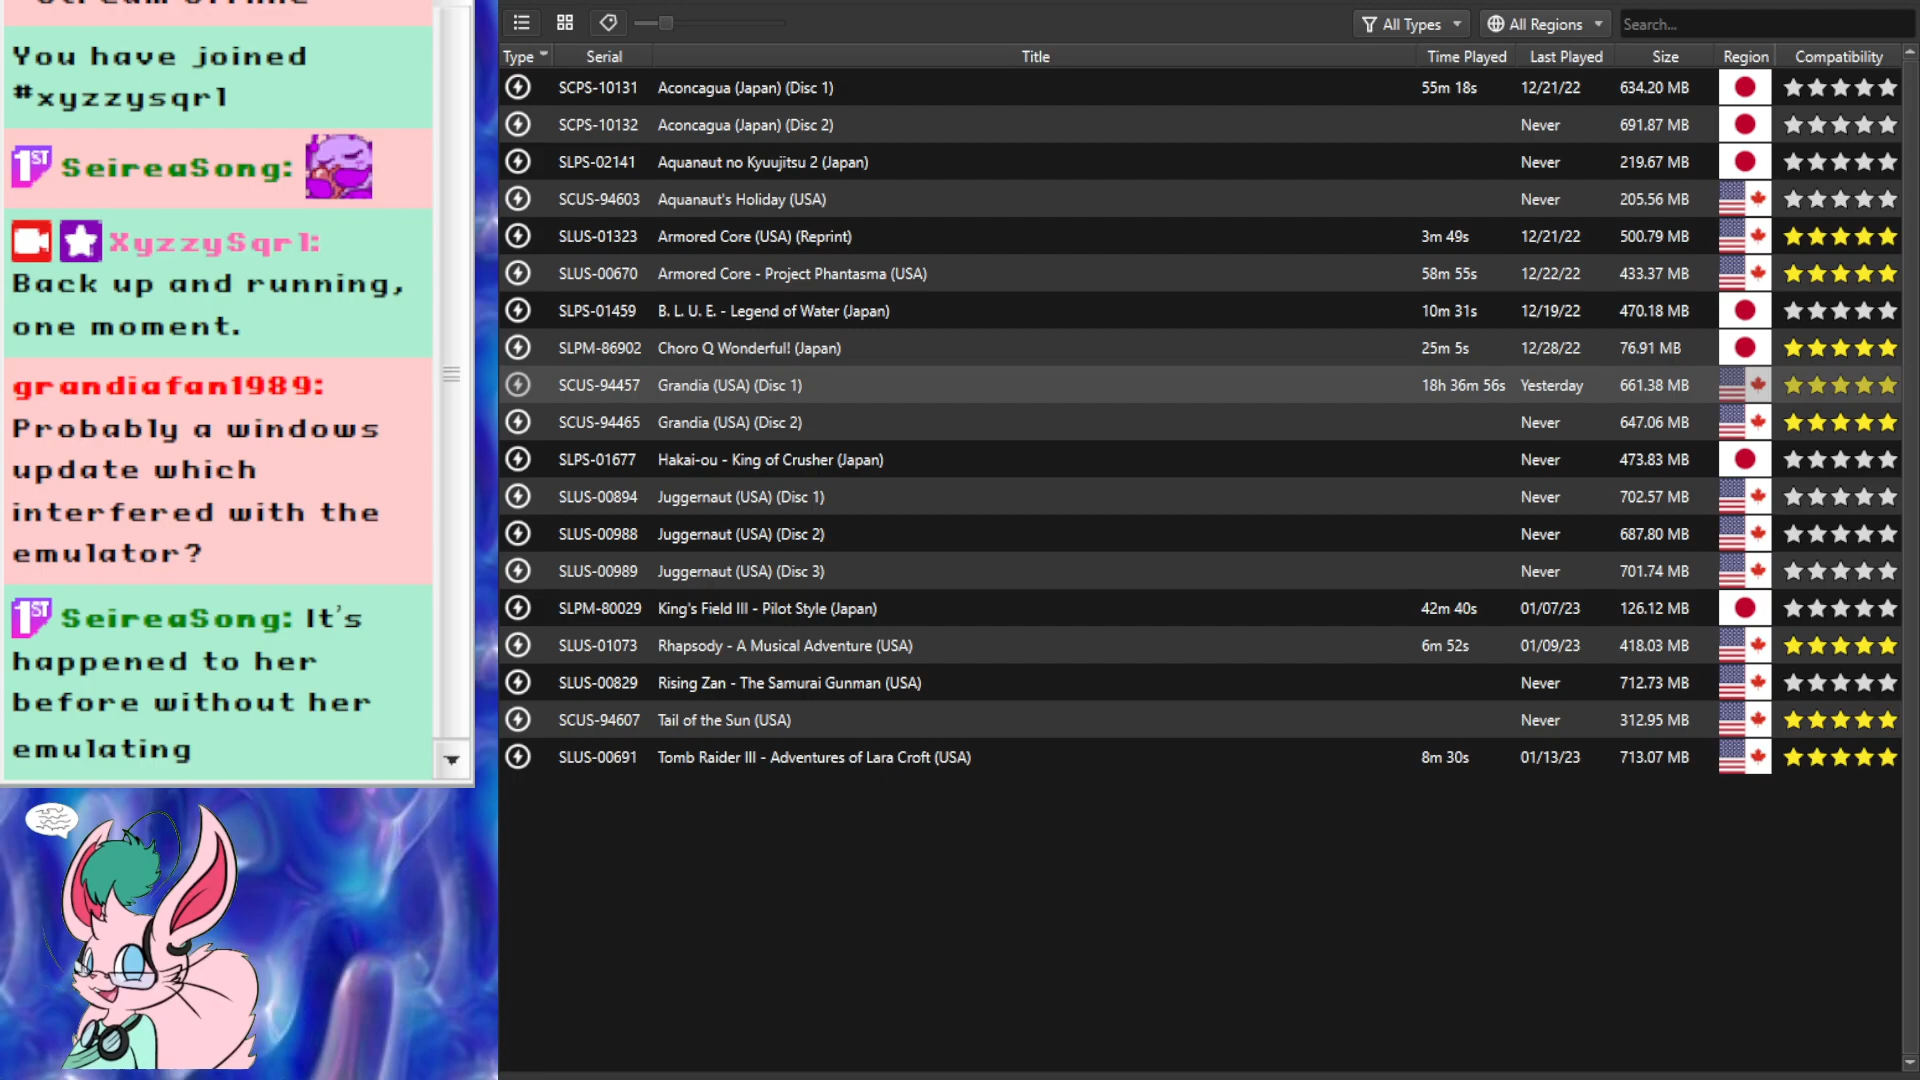 You have joined
#xyzzysqrl
1ST SeireaSong:
XyzzySqrl:
Back up and running,
one moment.
grandiafan1989:
Probably a windows
update which
interfered with the
emulator?
1ST SeireaSong: It's
happened to her
before without her
emulating
All Types All Regions Search...
Type Serial Title Time Played Last Played Size Region Compatibility
SCPS-10131 Aconcagua (Japan) (Disc 1) 55m 18s 12/21/22 634.20 MB
SCPS-10132 Aconcagua (Japan) (Disc 2) Never 691.87 MB
SLPS-02141 Aquanaut no Kyuujitsu 2 (Japan) Never 219.67 MB
SCUS-94603 Aquanaut's Holiday (USA) Never 205.56 MB
SLUS-01323 Armored Core (USA) (Reprint) 3m 49s 12/21/22 500.79 MB
SLUS-00670 Armored Core - Project Phantasma (USA) 58m 55s 12/22/22 433.37 MB
SLPS-01459 B. L. U. E. - Legend of Water (Japan) 10m 31s 12/19/22 470.18 MB
SLPM-86902 Choro Q Wonderful! (Japan) 25m 5s 12/28/22 76.91 MB
SCUS-94457 Grandia (USA) (Disc 1) 18h 36m 56s Yesterday 661.38 MB
SCUS-94465 Grandia (USA) (Disc 2) Never 647.06 MB
SLPS-01677 Hakai-ou - King of Crusher (Japan) Never 473.83 MB
SLUS-00894 Juggernaut (USA) (Disc 1) Never 702.57 MB
SLUS-00988 Juggernaut (USA) (Disc 2) Never 687.80 MB
SLUS-00989 Juggernaut (USA) (Disc 3) Never 701.74 MB
SLPM-80029 King's Field III - Pilot Style (Japan) 42m 40s 01/07/23 126.12 MB
SLUS-01073 Rhapsody - A Musical Adventure (USA) 6m 52s 01/09/23 418.03 MB
SLUS-00829 Rising Zan - The Samurai Gunman (USA) Never 712.73 MB
SCUS-94607 Tail of the Sun (USA) Never 312.95 MB
SLUS-00691 Tomb Raider III - Adventures of Lara Croft (USA) 8m 30s 01/13/23 713.07 MB